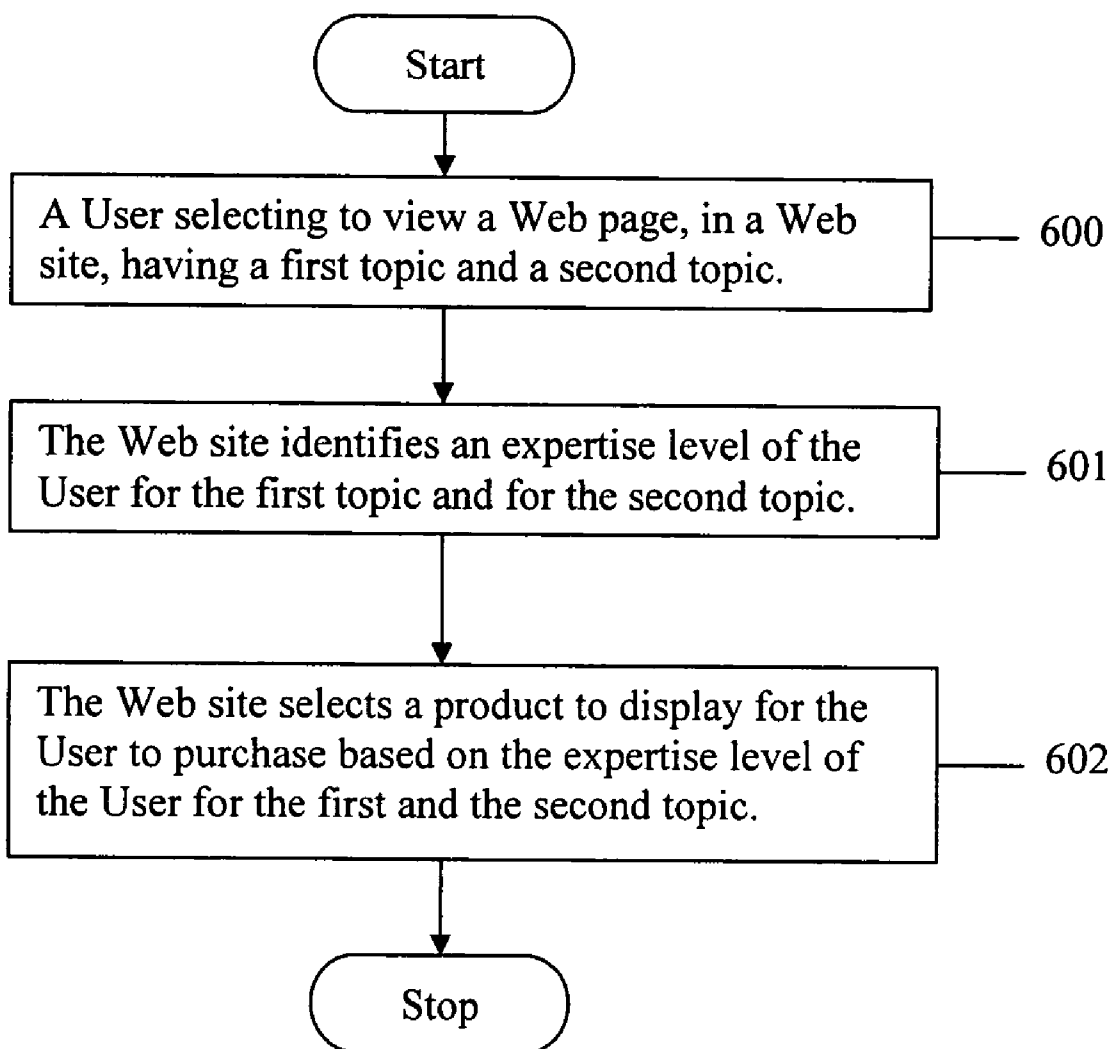 Start
A User selecting to view a Web page, in a Web
site, having a first topic and a second topic.
600
The Web site identifies an expertise level of the
User for the first topic and for the second topic.
601
The Web site selects a product to display for the
User to purchase based on the expertise level of
the User for the first and the second topic.
602
Stop